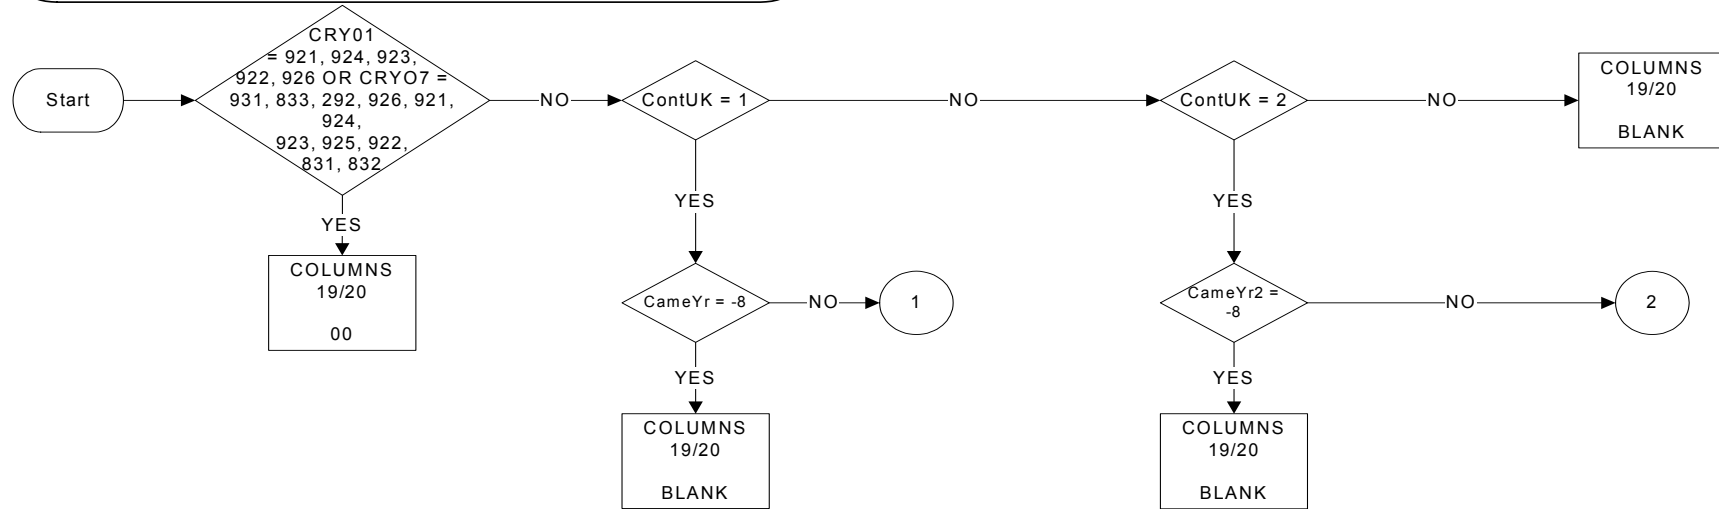 Start
CRY01
= 921, 924, 923,
922, 926 OR CRYO7 =
931, 833, 292, 926, 921,
924,
923, 925, 922,
831, 832
NO
ContUK = 1
NO
ContUK = 2
NO
COLUMNS
19/20
BLANK
YES
YES
YES
COLUMNS
19/20
00
CameYr = -8
NO
1
CameYr2 =
-8
NO
2
YES
YES
COLUMNS
19/20
BLANK
COLUMNS
19/20
BLANK